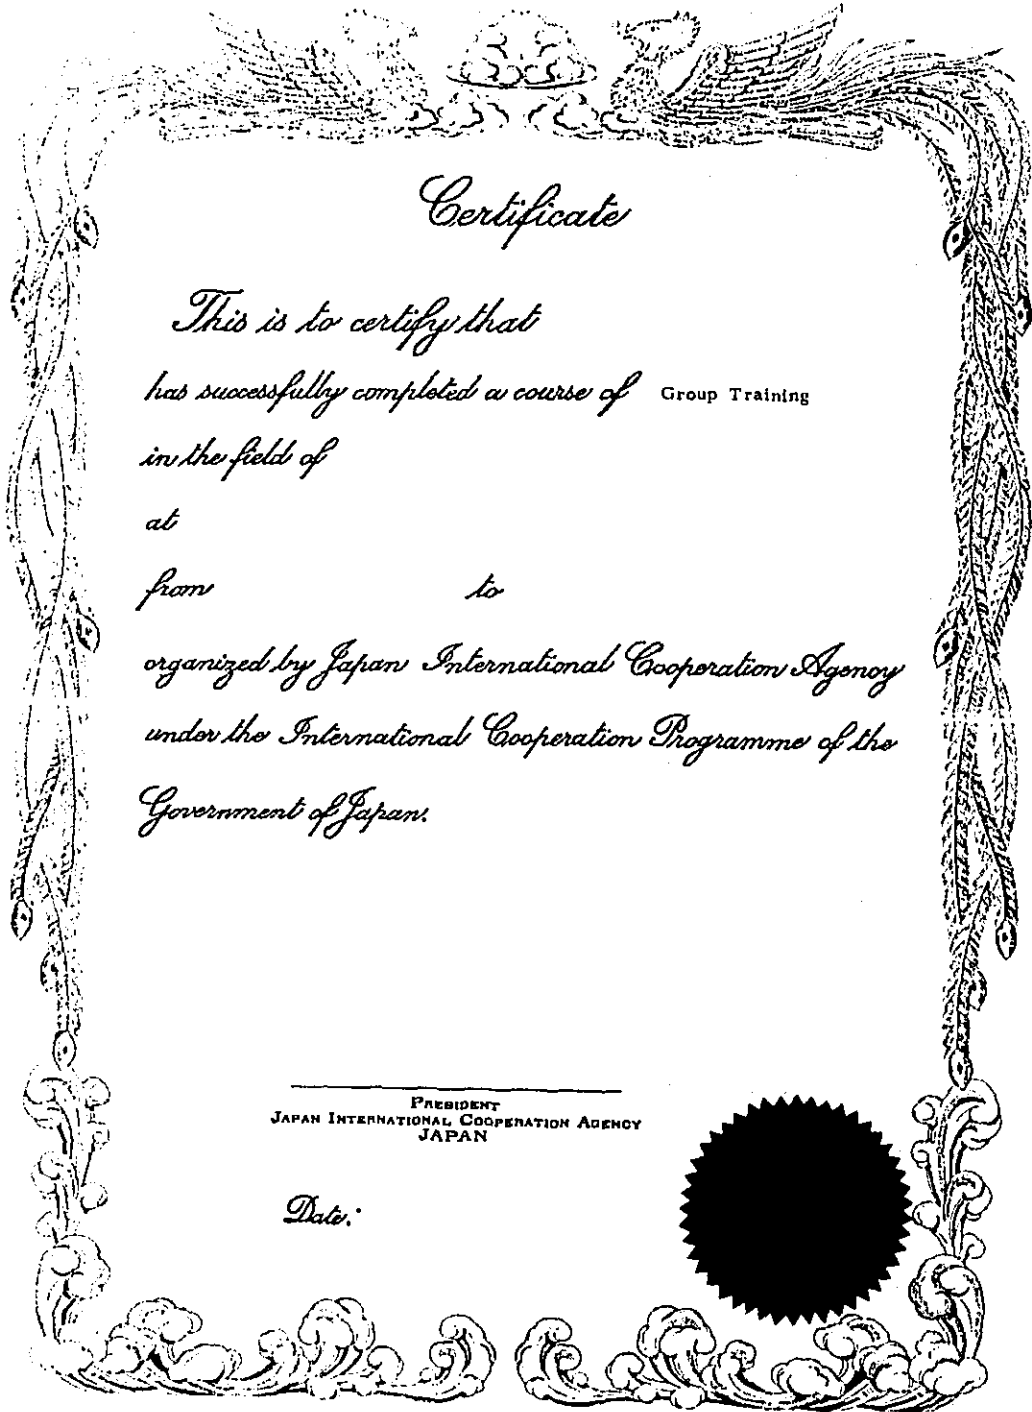 Certificate
This is to certify that
has successfully completed a course of Group Training
in the field of
at
from to
organized by Japan International Cooperation Agency
under the International Cooperation Programme of the
Government of Japan.
PRESIDENT
JAPAN INTERNATIONAL COOPERATION AGENCY
JAPAN
Date: